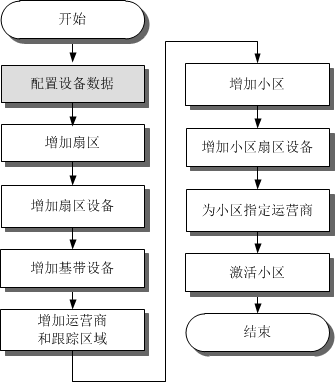 开始
配置设备数据
增加扇区
增加扇区设备
增加基带设备
增加运营商
和跟踪区域
增加小区
增加小区扇区设备
为小区指定运营商
激活小区
结束